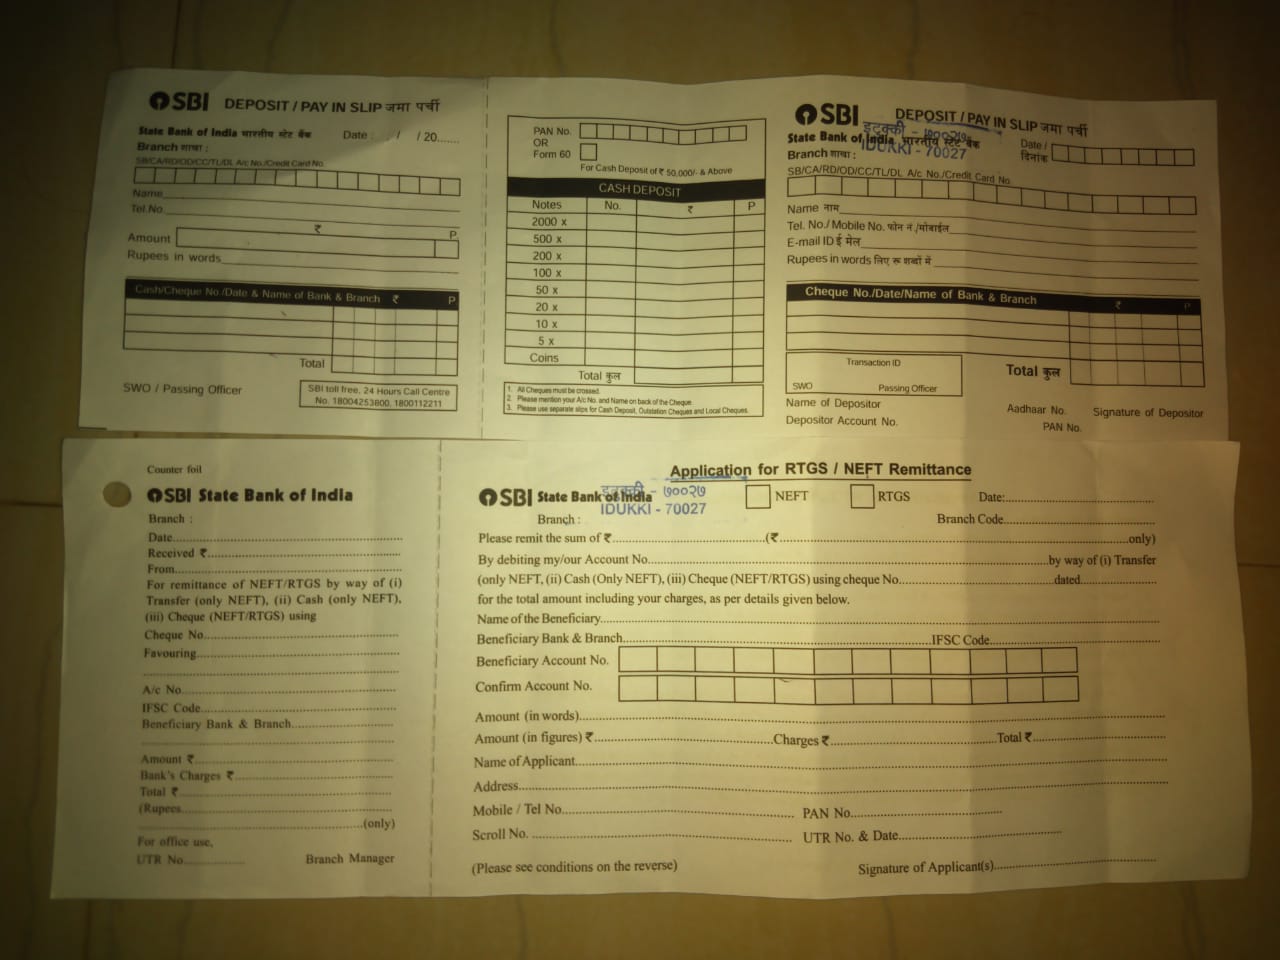 SBI DEPOSIT / PAY IN SLIP जमा पर्ची
State Bank of India भारतीय स्टेट बैंक Date : / / 20.......
Branch शाखा :
SB/CA/RD/OD/CC/TL/DL A/c No./Credit Card No.
Name
Tel.No.
₹ P.
Amount
Rupees in words
Cash/Cheque No./Date & Name of Bank & Branch ₹ P
Total
SWO / Passing Officer
SBI toll free, 24 Hours Call Centre
No. 18004253800, 1800112211
PAN No.
OR
Form 60
For Cash Deposit of ₹ 50,000/- & Above
CASH DEPOSIT
Notes No. ₹ P
2000 x
500 x
200 x
100 x
50 x
20 x
10 x
5 x
Coins
Total कुल
1. All Cheques must be crossed.
2. Please mention your A/c No. and Name on back of the Cheque.
3. Please use separate slips for Cash Deposit, Outstation Cheques and Local Cheques.
SBI DEPOSIT / PAY IN SLIP जमा पर्ची
State Bank of India भारतीय स्टेट बैंक
IDUKKI - 70027
Date / दिनांक
Branch शाखा :
SB/CA/RD/OD/CC/TL/DL A/c No./Credit Card No.
Name नाम
Tel. No./ Mobile No. फोन नं./मोबाईल
E-mail ID ई मेल
Rupees in words लिए रू शब्दों में
Cheque No./Date/Name of Bank & Branch ₹ P
Transaction ID
SWO Passing Officer
Total कुल
Name of Depositor
Depositor Account No.
Aadhaar No. Signature of Depositor
PAN No.
Counter foil
SBI State Bank of India
Branch :
Date
Received ₹
From
For remittance of NEFT/RTGS by way of (i)
Transfer (only NEFT), (ii) Cash (only NEFT),
(iii) Cheque (NEFT/RTGS) using
Cheque No.
Favouring
A/c No.
IFSC Code
Beneficiary Bank & Branch
Amount ₹
Bank's Charges ₹
Total ₹
(Rupees
(only)
For office use,
UTR No. Branch Manager
Application for RTGS / NEFT Remittance
SBI State Bank of India NEFT RTGS Date:
७००२७
IDUKKI - 70027
Branch : Branch Code
Please remit the sum of ₹ (₹ only)
By debiting my/our Account No. by way of (i) Transfer
(only NEFT, (ii) Cash (Only NEFT), (iii) Cheque (NEFT/RTGS) using cheque No. dated
for the total amount including your charges, as per details given below.
Name of the Beneficiary
Beneficiary Bank & Branch IFSC Code
Beneficiary Account No.
Confirm Account No.
Amount (in words)
Amount (in figures) ₹ Charges ₹ Total ₹
Name of Applicant
Address
Mobile / Tel No. PAN No.
Scroll No. UTR No. & Date
(Please see conditions on the reverse) Signature of Applicant(s)